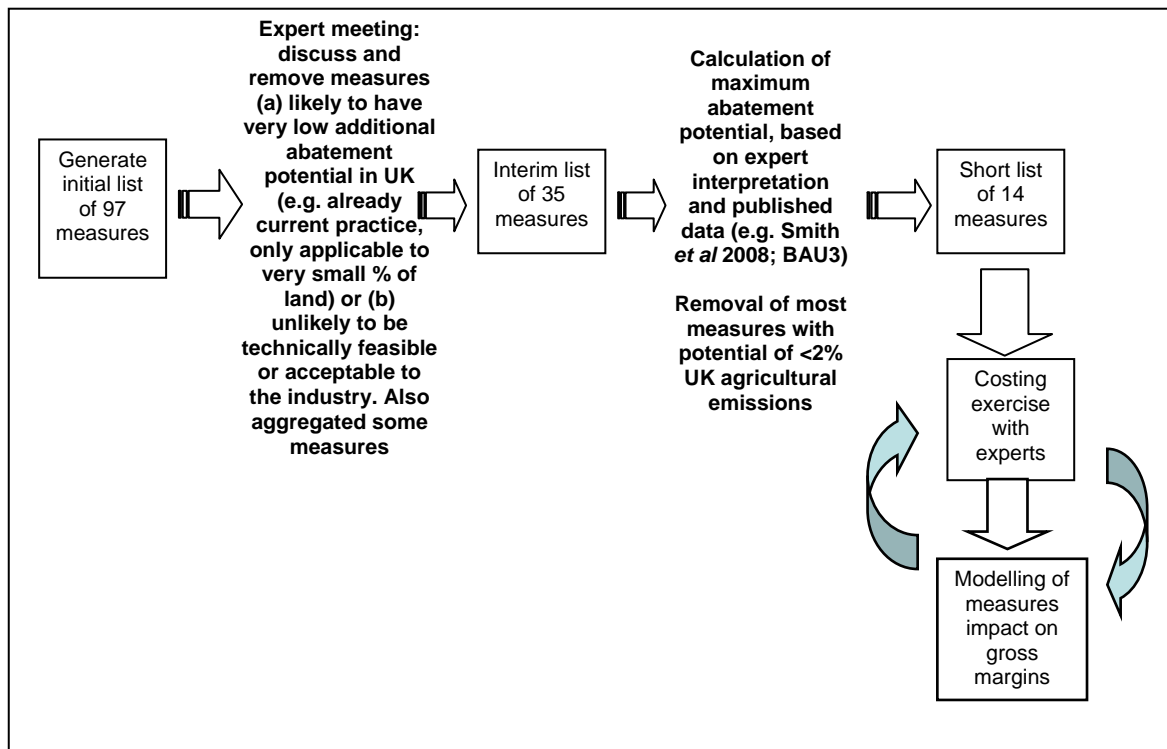 Generate
initial list
of 97
measures
Expert meeting:
discuss and
remove measures
(a) likely to have
very low additional
abatement
potential in UK
(e.g. already
current practice,
only applicable to
very small % of
land) or (b)
unlikely to be
technically feasible
or acceptable to
the industry. Also
aggregated some
measures
Interim list
of 35
measures
Calculation of
maximum
abatement
potential, based
on expert
interpretation
and published
data (e.g. Smith
et al 2008; BAU3)
Removal of most
measures with
potential of <2%
UK agricultural
emissions
Short list
of 14
measures
Costing
exercise
with
experts
Modelling of
measures
impact on
gross
margins